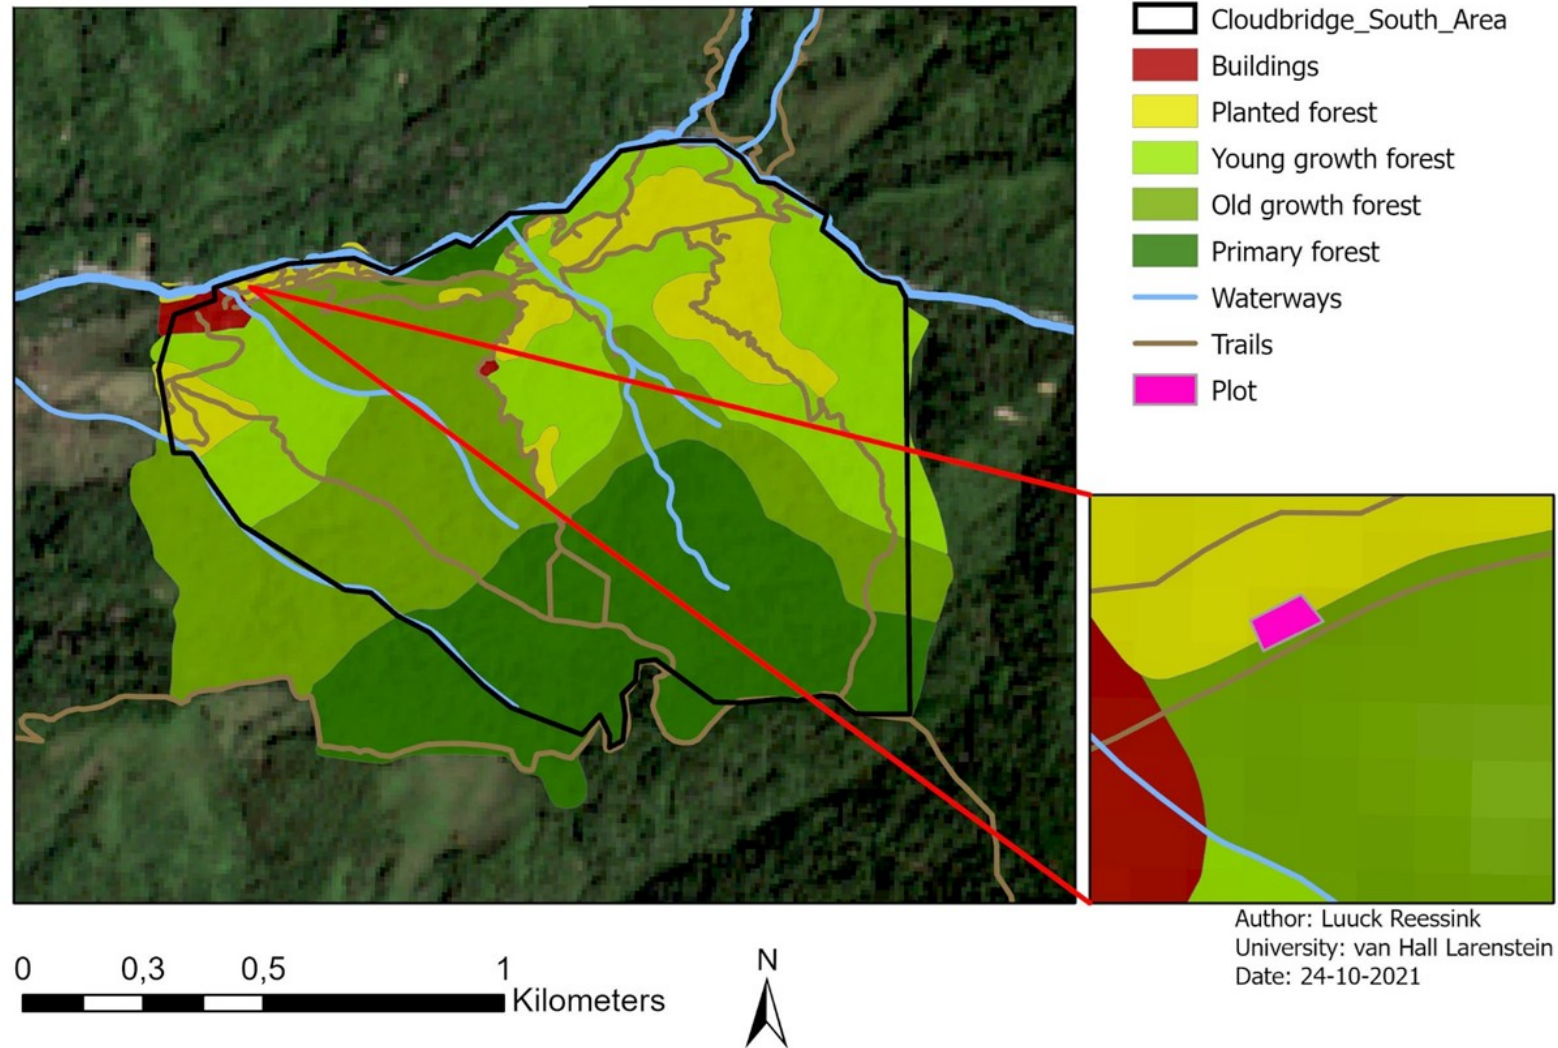 Cloudbridge_South_Area
Buildings
Planted forest
Young growth forest
Old growth forest
Primary forest
Waterways
Trails
Plot
Author: Luuck Reessink
University: van Hall Larenstein
Date: 24-10-2021
0 0,3 0,5 1
Kilometers
N